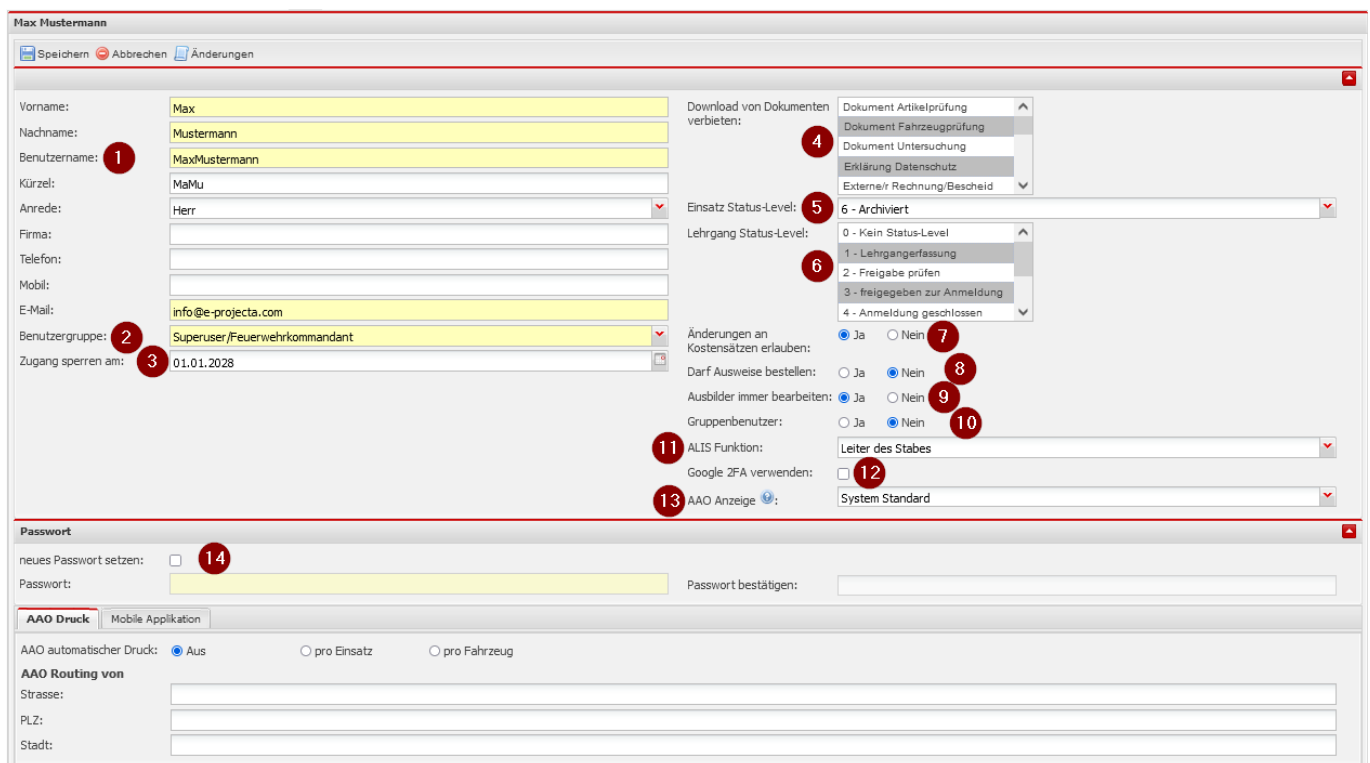 Max Mustermann
Speichern Abbrechen Änderungen
Vorname: Max
Nachname: Mustermann
Benutzername: 1 MaxMustermann
Kürzel: MaMu
Anrede: Herr
Firma:
Telefon:
Mobil:
E-Mail: info@e-projecta.com
Benutzergruppe: 2 Superuser/Feuerwehrkommandant
Zugang sperren am: 3 01.01.2028
Download von Dokumenten
verbieten:
4
Dokument Artikelprüfung
Dokument Fahrzeugprüfung
Dokument Untersuchung
Erklärung Datenschutz
Externe/r Rechnung/Bescheid
Einsatz Status-Level: 5 6 - Archiviert
Lehrgang Status-Level:
6
0 - Kein Status-Level
1 - Lehrgangerfassung
2 - Freigabe prüfen
3 - freigegeben zur Anmeldung
4 - Anmeldung geschlossen
Änderungen an
Kostensätzen erlauben:
Ja Nein 7
Darf Ausweise bestellen: Ja Nein 8
Ausbilder immer bearbeiten: Ja Nein 9
Gruppenbenutzer: Ja Nein 10
11 ALIS Funktion: Leiter des Stabes
Google 2FA verwenden: 12
13 AAO Anzeige ?: System Standard
Passwort
neues Passwort setzen: 14
Passwort: Passwort bestätigen:
AAO Druck Mobile Applikation
AAO automatischer Druck: Aus pro Einsatz pro Fahrzeug
AAO Routing von
Strasse:
PLZ:
Stadt: